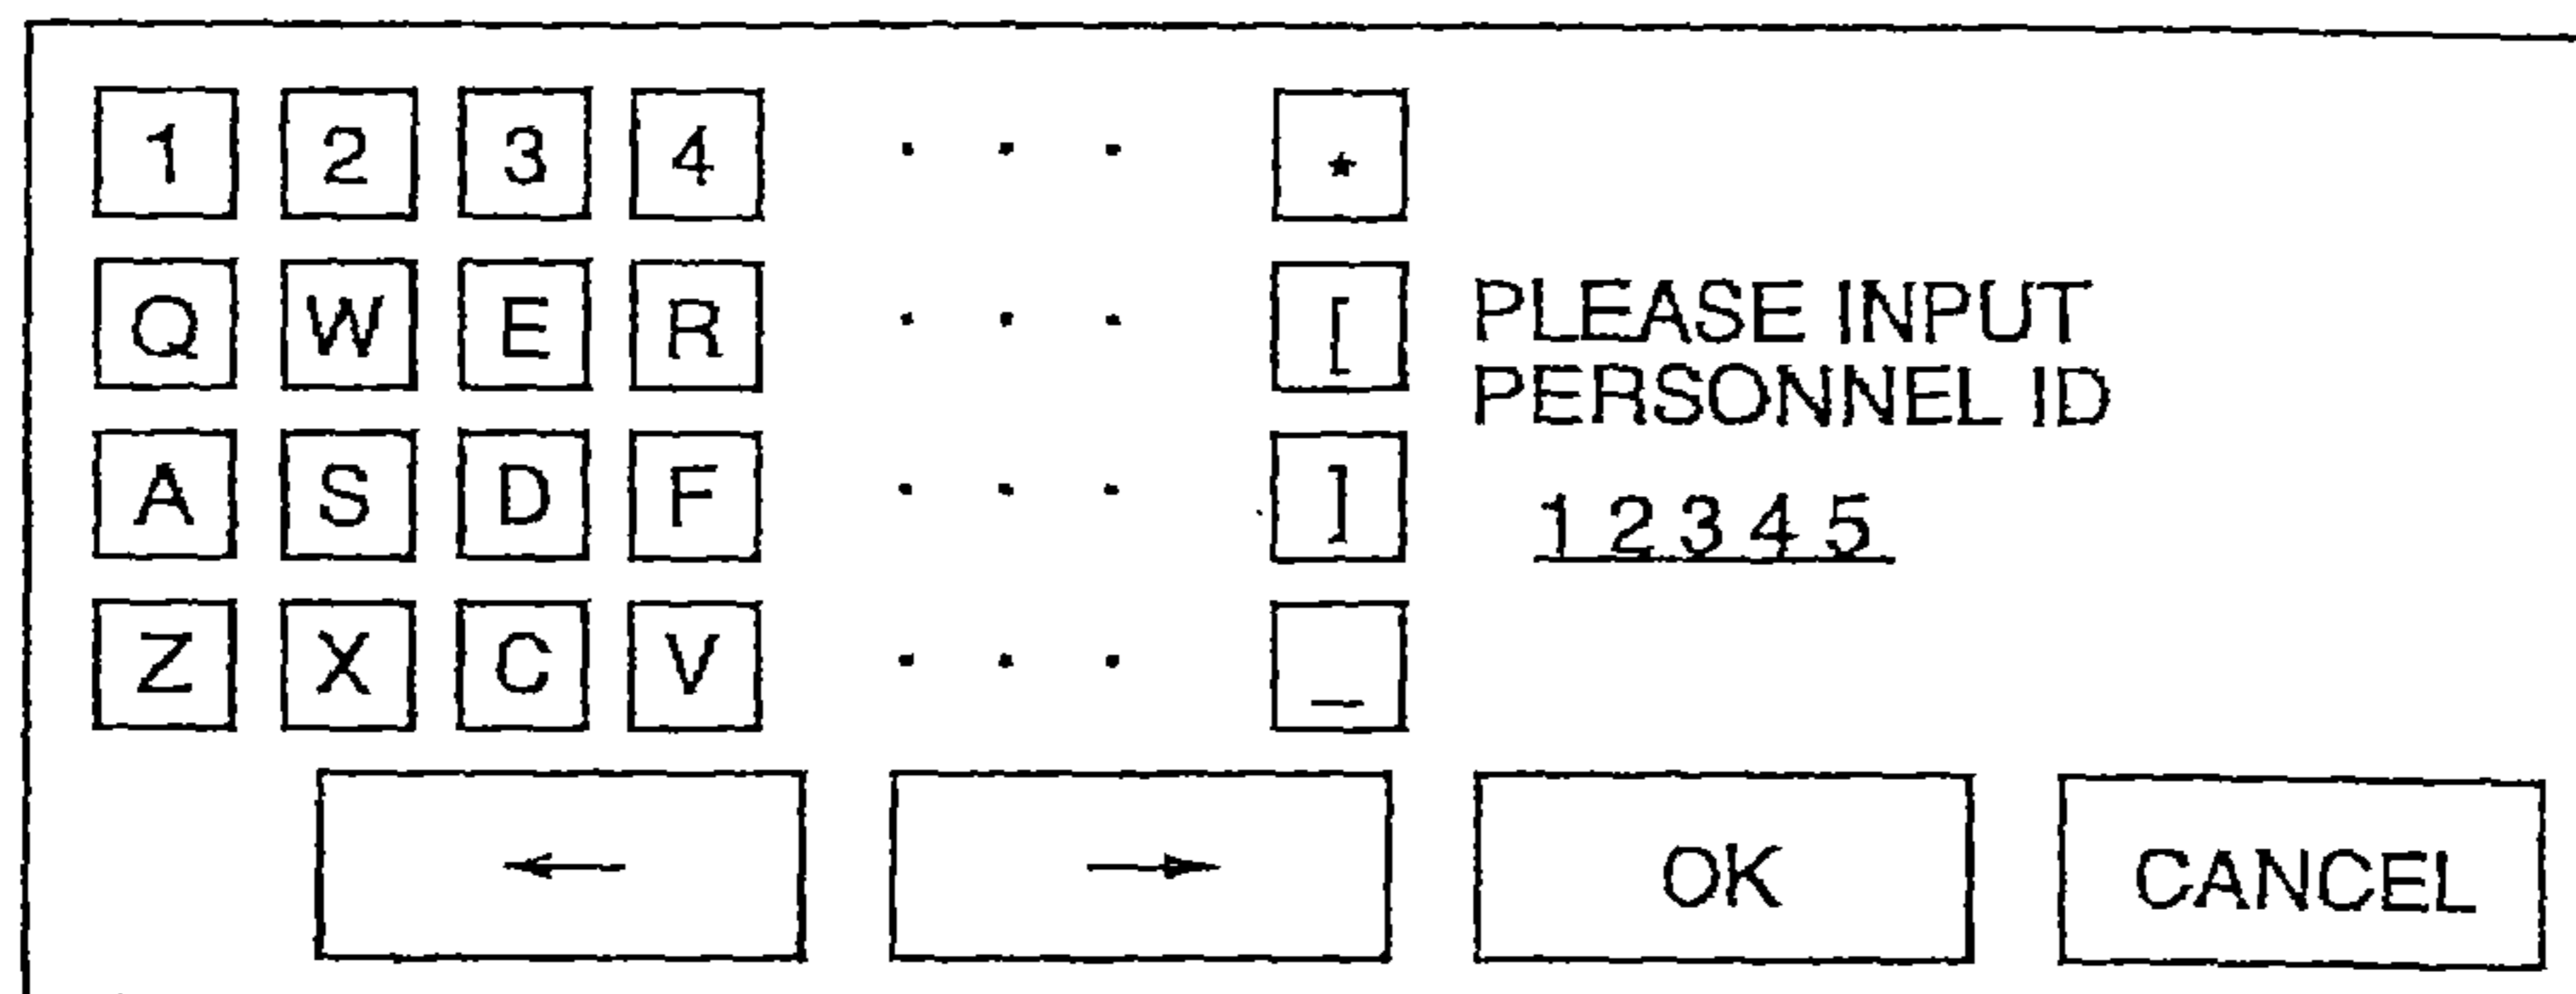 1 2 3 4 · · · *
Q W E R · · · [
PLEASE INPUT
PERSONNEL ID
A S D F · · · ]
12345
Z X C V · · · _
← → OK CANCEL